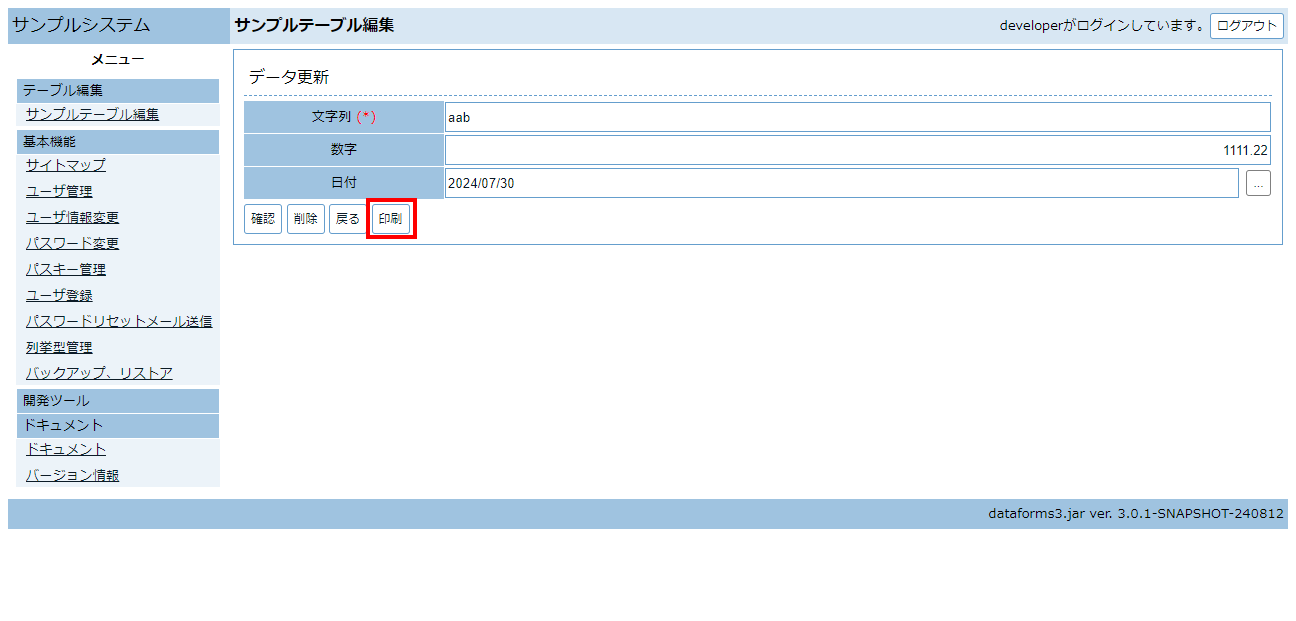 サンプルシステム
サンプルテーブル編集
developerがログインしています。 ログアウト
メニュー
テーブル編集
サンプルテーブル編集
基本機能
サイトマップ
ユーザ管理
ユーザ情報変更
パスワード変更
パスキー管理
ユーザ登録
パスワードリセットメール送信
列挙型管理
バックアップ、リストア
開発ツール
ドキュメント
ドキュメント
バージョン情報
データ更新
文字列 (*) aab
数字 1111.22
日付 2024/07/30 ...
確認 削除 戻る 印刷
dataforms3.jar ver. 3.0.1-SNAPSHOT-240812